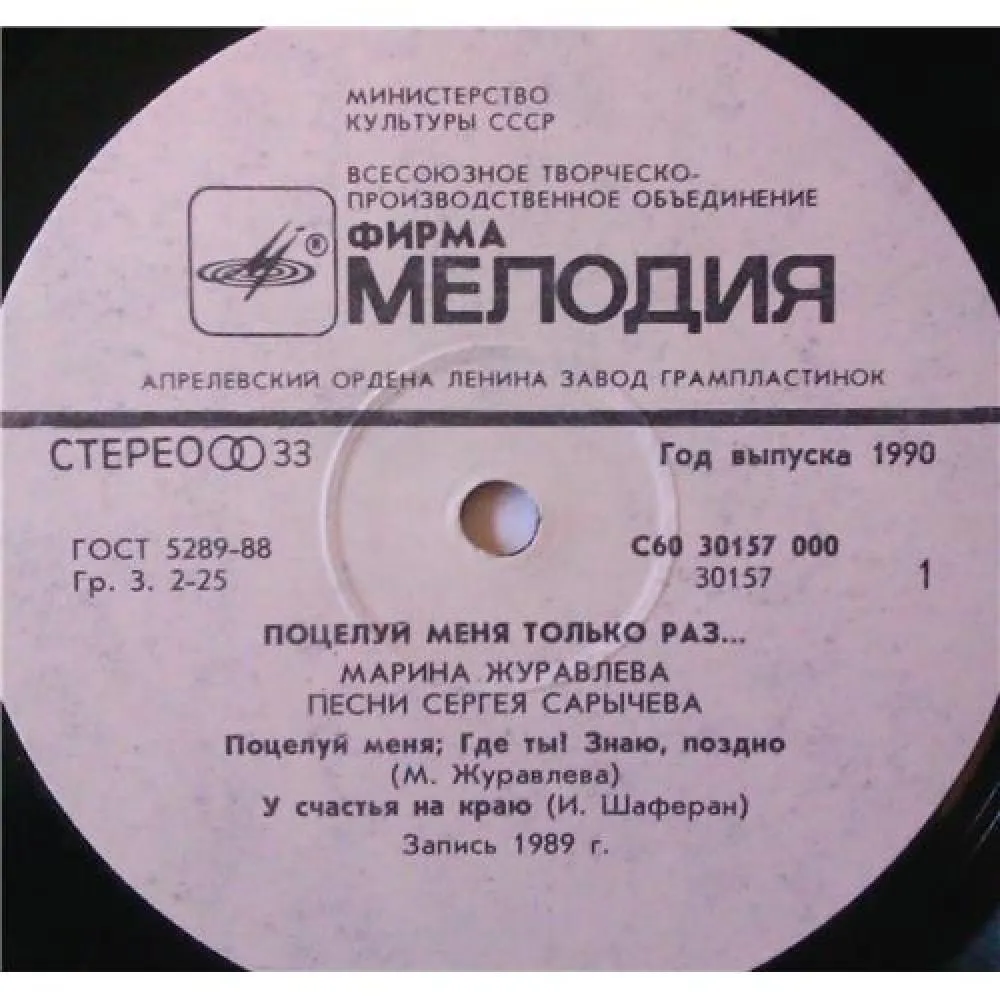 МИНИСТЕРСТВО
КУЛЬТУРЫ СССР
ВСЕСОЮЗНОЕ ТВОРЧЕСКО-
ПРОИЗВОДСТВЕННОЕ ОБЪЕДИНЕНИЕ
®
ФИРМА
МЕЛОДИЯ
АПРЕЛЕВСКИЙ ОРДЕНА ЛЕНИНА ЗАВОД ГРАМПЛАСТИНОК
СТЕРЕО 33
Год выпуска 1990
ГОСТ 5289-88
Гр. 3. 2-25
С60 30157 000
30157
1
ПОЦЕЛУЙ МЕНЯ ТОЛЬКО РАЗ...
МАРИНА ЖУРАВЛЕВА
ПЕСНИ СЕРГЕЯ САРЫЧЕВА
Поцелуй меня; Где ты! Знаю, поздно
(М. Журавлева)
У счастья на краю (И. Шаферан)
Запись 1989 г.